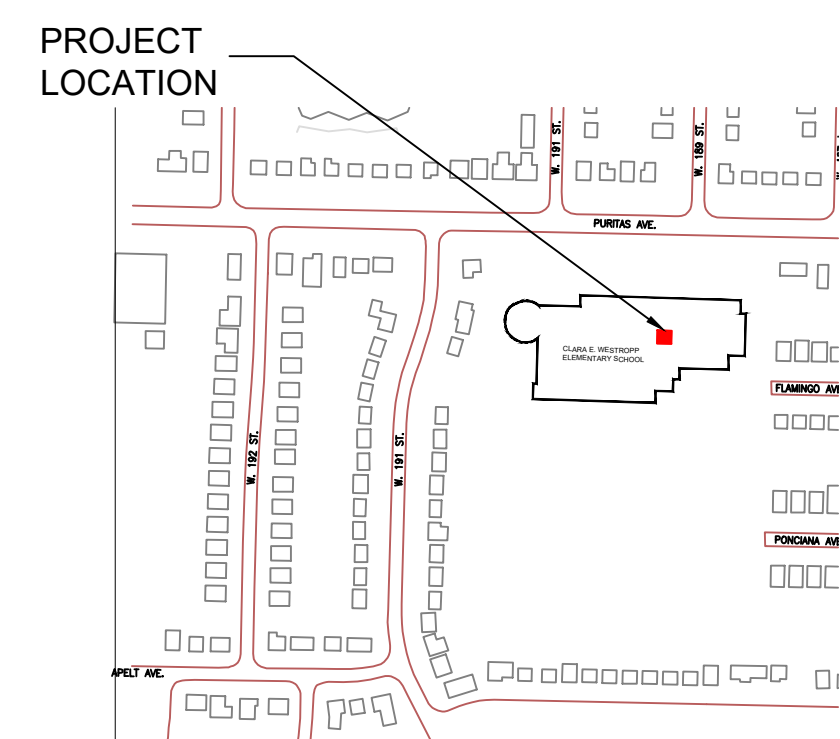 PROJECT
LOCATION
W. 191 ST.
W. 189 ST.
PURITAS AVE.
CLARA E. WESTROPP
ELEMENTARY SCHOOL
FLAMINGO AVE
W. 192 ST.
W. 191 ST.
PONCIANA AVE
APELT AVE.